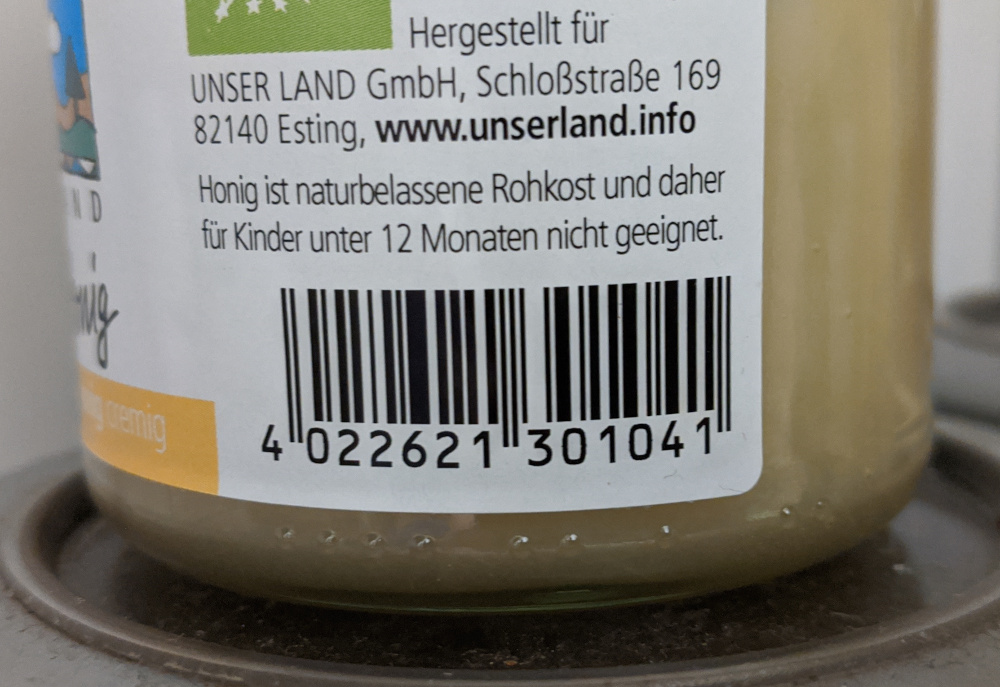 Hergestellt für
UNSER LAND GmbH, Schloßstraße 169
82140 Esting, www.unserland.info
Honig ist naturbelassene Rohkost und daher
für Kinder unter 12 Monaten nicht geeignet.
N D
cremig
4 022621 301041